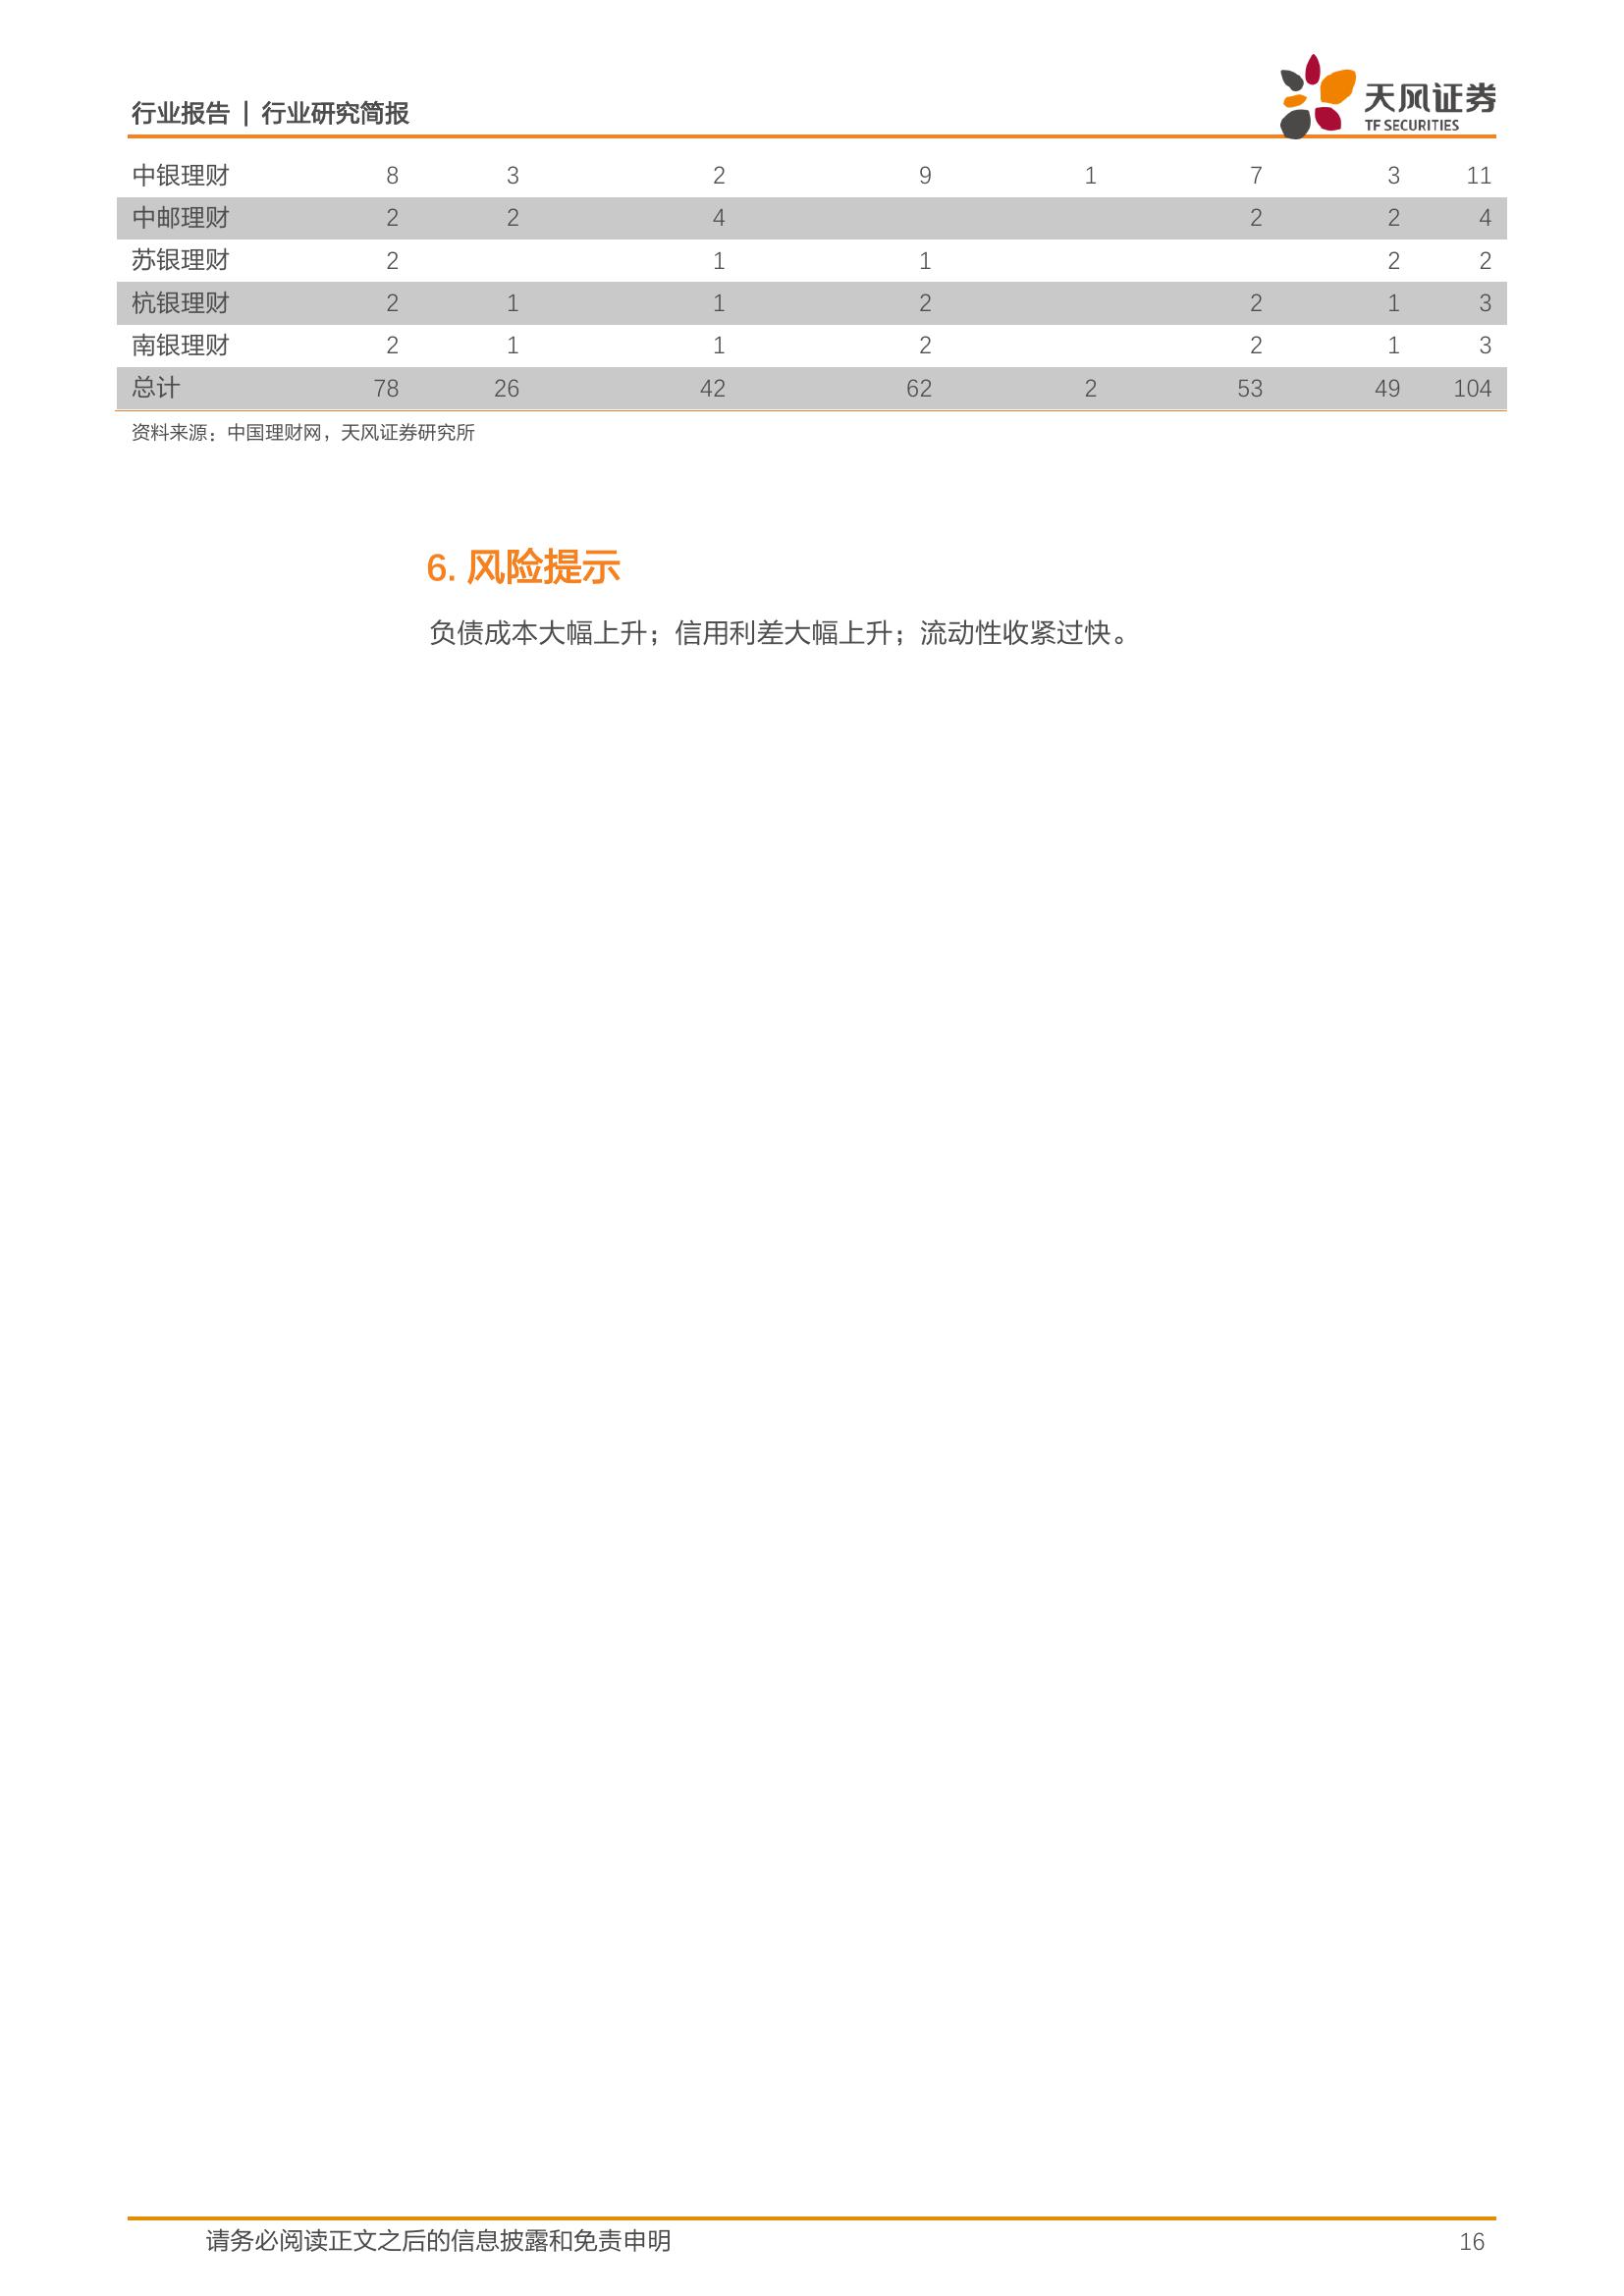 行业报告 | 行业研究简报
天风证券
TF SECURITIES
中银理财 8 3 2 9 1 7 3 11
中邮理财 2 2 4 2 2 4
苏银理财 2 1 1 2 2
杭银理财 2 1 1 2 2 1 3
南银理财 2 1 1 2 2 1 3
总计 78 26 42 62 2 53 49 104
资料来源：中国理财网，天风证券研究所
6. 风险提示
负债成本大幅上升；信用利差大幅上升；流动性收紧过快。
请务必阅读正文之后的信息披露和免责申明 16